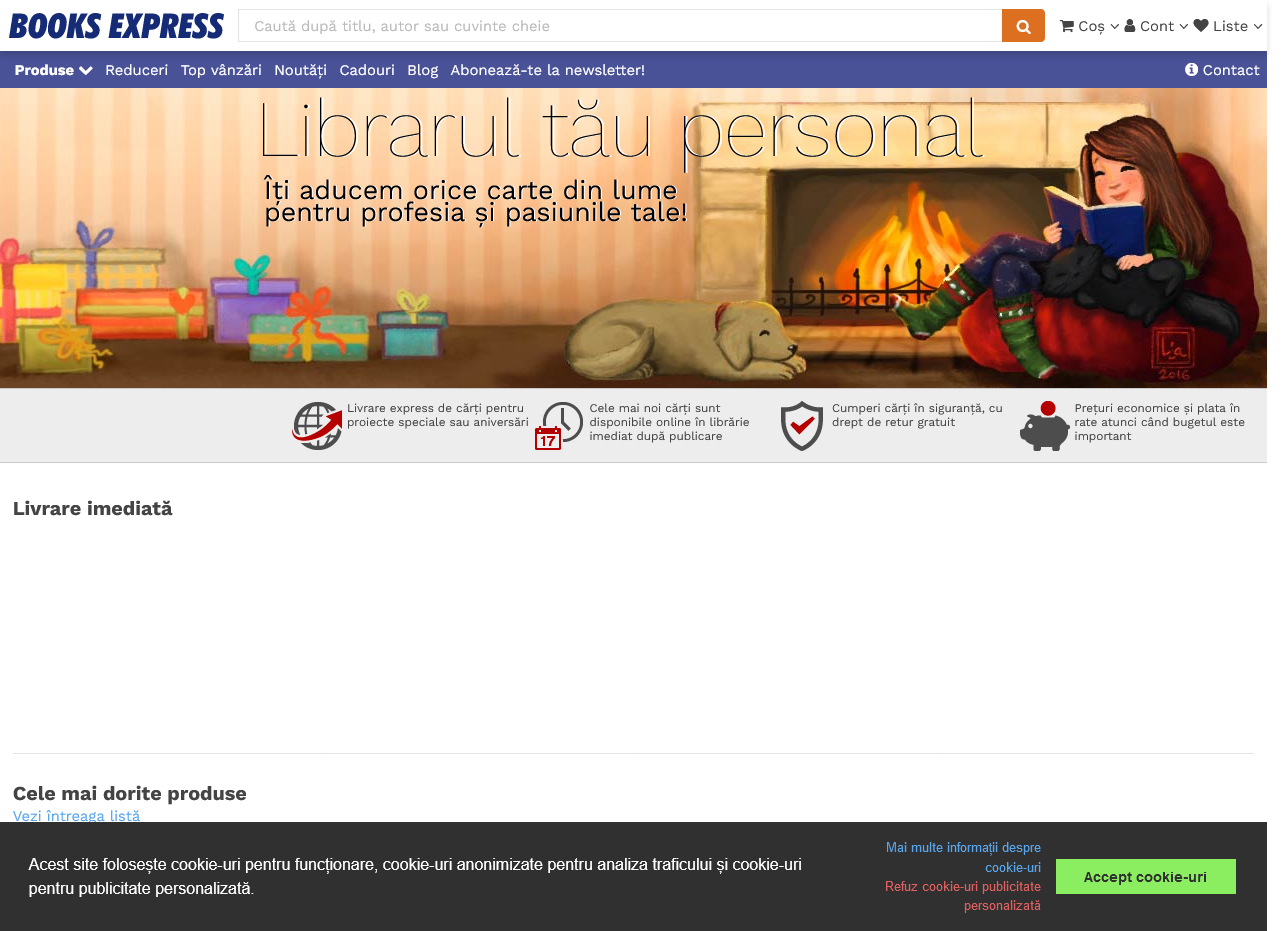 BOOKS EXPRESS
Caută după titlu, autor sau cuvinte cheie
Coș Cont Liste
Produse Reduceri Top vânzări Noutăți Cadouri Blog Abonează-te la newsletter! Contact
Librarul tău personal
Îți aducem orice carte din lume
pentru profesia și pasiunile tale!
Lia
2016
Livrare express de cărți pentru
proiecte speciale sau aniversări
17
Cele mai noi cărți sunt
disponibile online în librărie
imediat după publicare
Cumperi cărți în siguranță, cu
drept de retur gratuit
Prețuri economice și plata în
rate atunci când bugetul este
important
Livrare imediată
Cele mai dorite produse
Vezi întreaga listă
Acest site folosește cookie-uri pentru funcționare, cookie-uri anonimizate pentru analiza traficului și cookie-uri
pentru publicitate personalizată.
Mai multe informații despre
cookie-uri
Refuz cookie-uri publicitate
personalizată
Accept cookie-uri